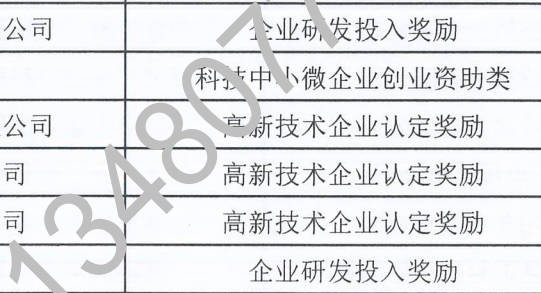 公司 企业研发投入奖励
科技中小微企业创业资助类
公司 高新技术企业认定奖励
司 高新技术企业认定奖励
司 高新技术企业认定奖励
企业研发投入奖励
134807